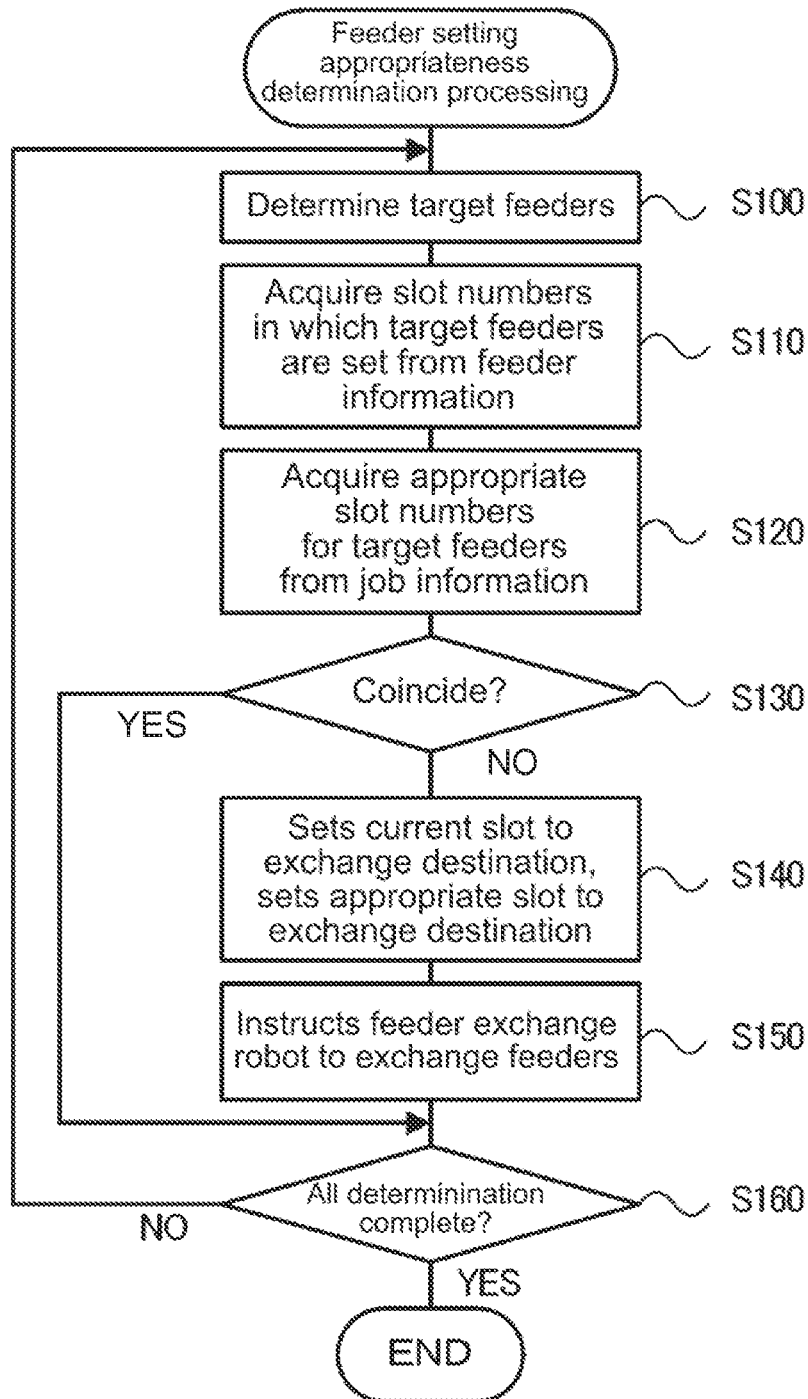 Feeder setting
appropriateness
determination processing
Determine target feeders
S100
Acquire slot numbers
in which target feeders
are set from feeder
information
S110
Acquire appropriate
slot numbers
for target feeders
from job information
S120
Coincide?
S130
YES
NO
Sets current slot to
exchange destination,
sets appropriate slot to
exchange destination
S140
Instructs feeder exchange
robot to exchange feeders
S150
All determinination
complete?
S160
NO
YES
END